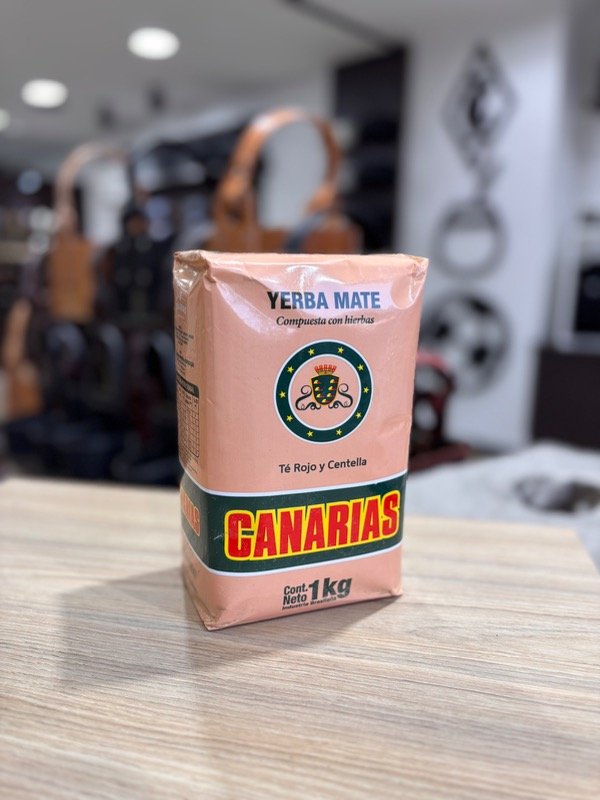 YERBA MATE
Compuesta con hierbas
Té Rojo y Centella
CANARIAS
Cont.
Neto 1kg
Industria Brasileña